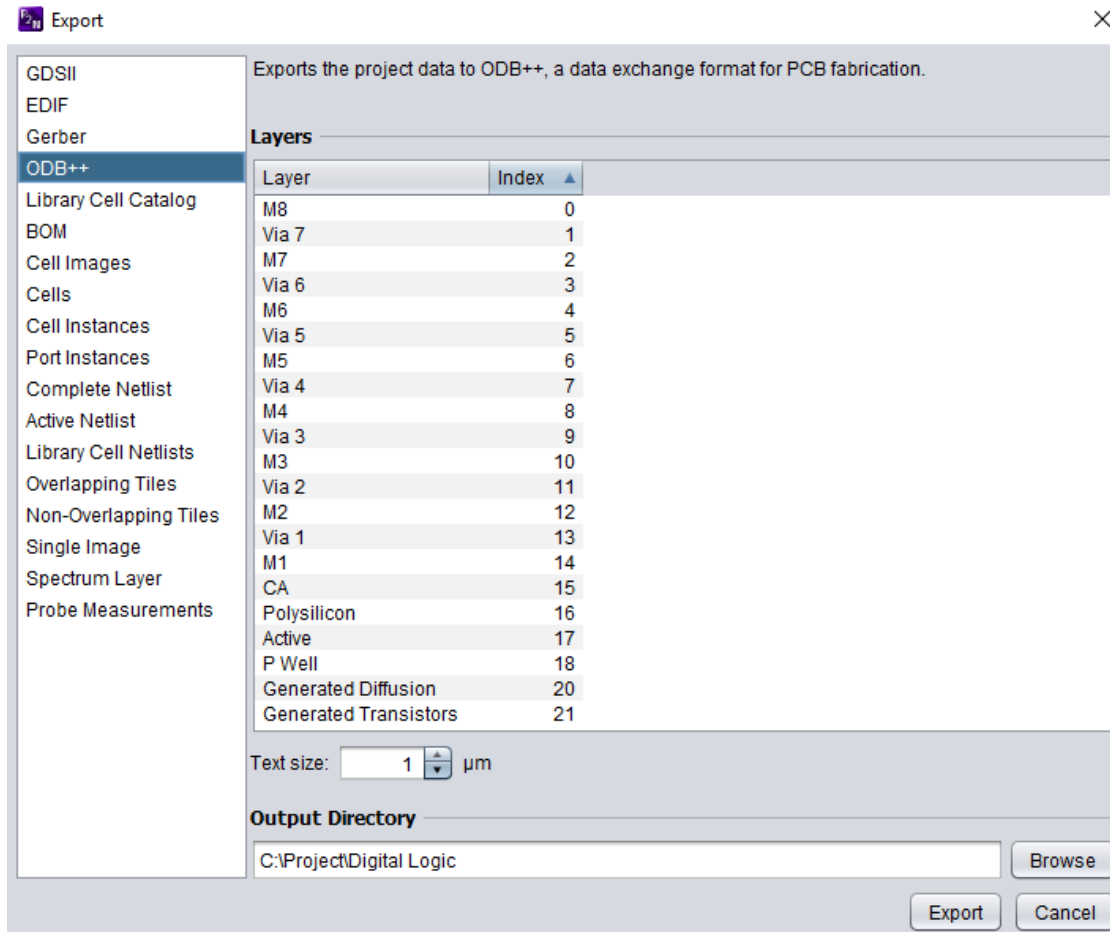 P2N Export
GDSII
EDIF
Gerber
ODB++
Library Cell Catalog
BOM
Cell Images
Cells
Cell Instances
Port Instances
Complete Netlist
Active Netlist
Library Cell Netlists
Overlapping Tiles
Non-Overlapping Tiles
Single Image
Spectrum Layer
Probe Measurements
Exports the project data to ODB++, a data exchange format for PCB fabrication.
Layers
Layer Index
M8 0
Via 7 1
M7 2
Via 6 3
M6 4
Via 5 5
M5 6
Via 4 7
M4 8
Via 3 9
M3 10
Via 2 11
M2 12
Via 1 13
M1 14
CA 15
Polysilicon 16
Active 17
P Well 18
Generated Diffusion 20
Generated Transistors 21
Text size: 1 µm
Output Directory
C:\Project\Digital Logic Browse
Export Cancel